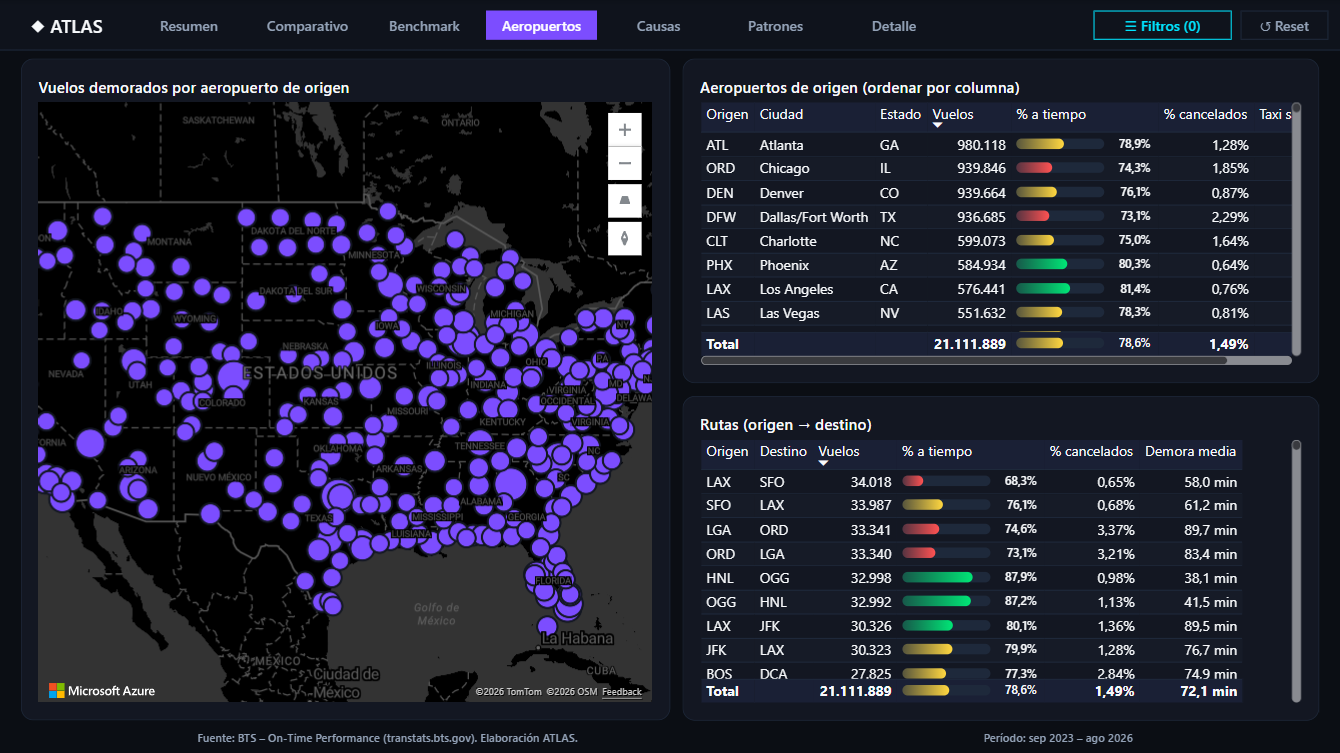 ◆ ATLAS Resumen Comparativo Benchmark Aeropuertos Causas Patrones Detalle ☰ Filtros (0) ↺ Reset
Vuelos demorados por aeropuerto de origen
SASKATCHEWAN
ONTARIO
MONTANA
DAKOTA DEL NORTE
MINNESOTA
DAKOTA DEL SUR
WISCONSIN
IDAHO
WYOMING
MICHIGAN
NY
IOWA
NEBRASKA
OHIO
PA
NEVADA
UTAH
ESTADOS UNIDOS
ILLINOIS
INDIANA
MD
COLORADO
KANSAS
MISSOURI
VIRGINIA
OCCIDENTAL
DELAWA
KENTUCKY
VIRGINIA
ORNIA
OKLAHOMA
TENNESSEE
NC
ARIZONA
NUEVO MÉXICO
ARKANSAS
SC
ALABAMA
TEXAS
MISSISSIPPI
GEORGIA
LUISIANA
FLORIDA
Golfo de
México
La Habana
MÉXICO
Ciudad de
México
CUBA
Microsoft Azure
©2026 TomTom ©2026 OSM Feedback
Aeropuertos de origen (ordenar por columna)
Origen Ciudad Estado Vuelos % a tiempo % cancelados Taxi s
ATL Atlanta GA 980.118 78,9% 1,28%
ORD Chicago IL 939.846 74,3% 1,85%
DEN Denver CO 939.664 76,1% 0,87%
DFW Dallas/Fort Worth TX 936.685 73,1% 2,29%
CLT Charlotte NC 599.073 75,0% 1,64%
PHX Phoenix AZ 584.934 80,3% 0,64%
LAX Los Angeles CA 576.441 81,4% 0,76%
LAS Las Vegas NV 551.632 78,3% 0,81%
Total 21.111.889 78,6% 1,49%
Rutas (origen → destino)
Origen Destino Vuelos % a tiempo % cancelados Demora media
LAX SFO 34.018 68,3% 0,65% 58,0 min
SFO LAX 33.987 76,1% 0,68% 61,2 min
LGA ORD 33.341 74,6% 3,37% 89,7 min
ORD LGA 33.340 73,1% 3,21% 83,4 min
HNL OGG 32.998 87,9% 0,98% 38,1 min
OGG HNL 32.992 87,2% 1,13% 41,5 min
LAX JFK 30.326 80,1% 1,36% 89,5 min
JFK LAX 30.323 79,9% 1,28% 76,7 min
BOS DCA 27.825 77,3% 2,84% 74,9 min
Total 21.111.889 78,6% 1,49% 72,1 min
Fuente: BTS – On-Time Performance (transtats.bts.gov). Elaboración ATLAS.
Período: sep 2023 – ago 2026